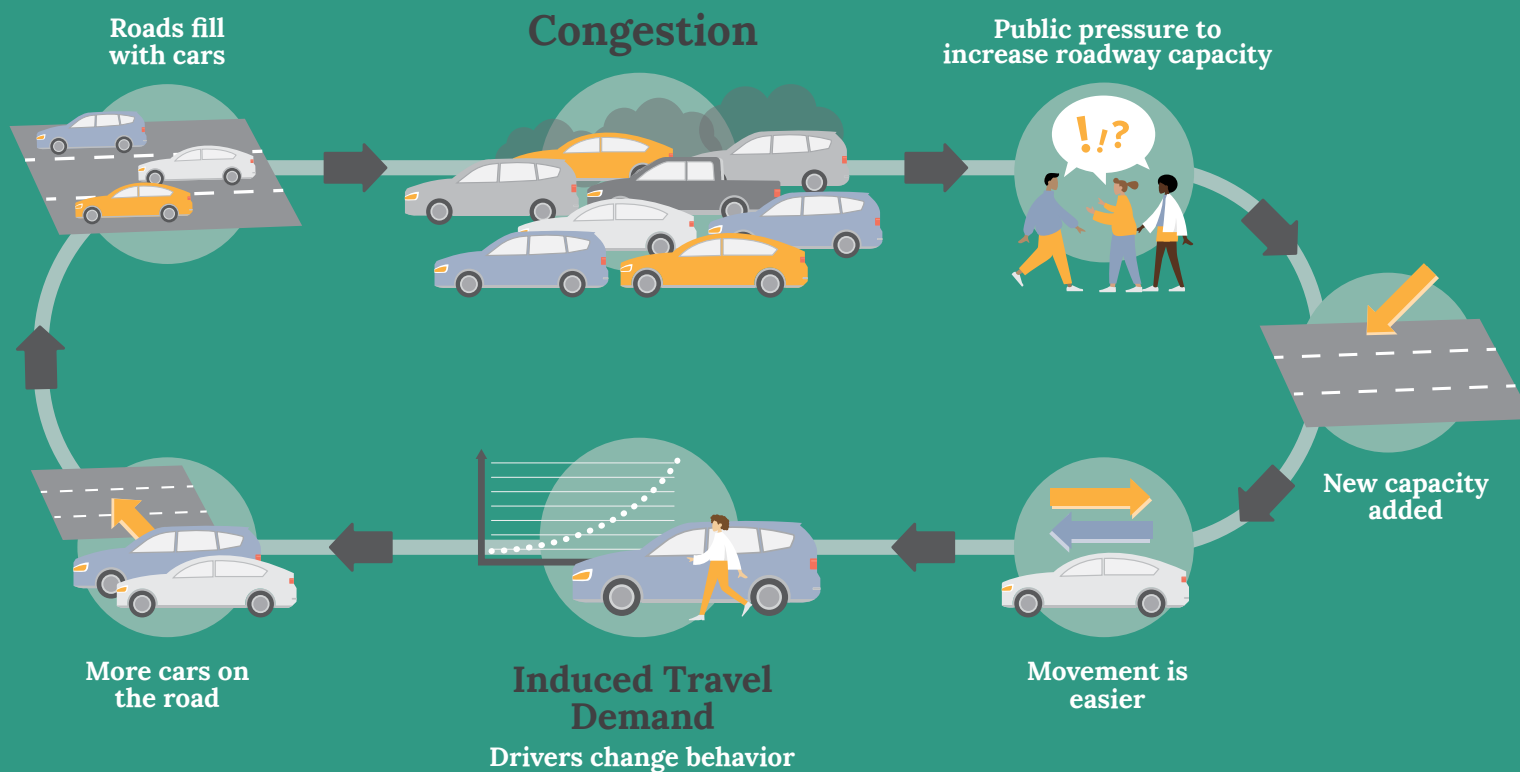 Roads fill
with cars
Congestion
Public pressure to
increase roadway capacity
!
!
?
New capacity
added
Movement is
easier
Induced Travel
Demand
Drivers change behavior
More cars on
the road